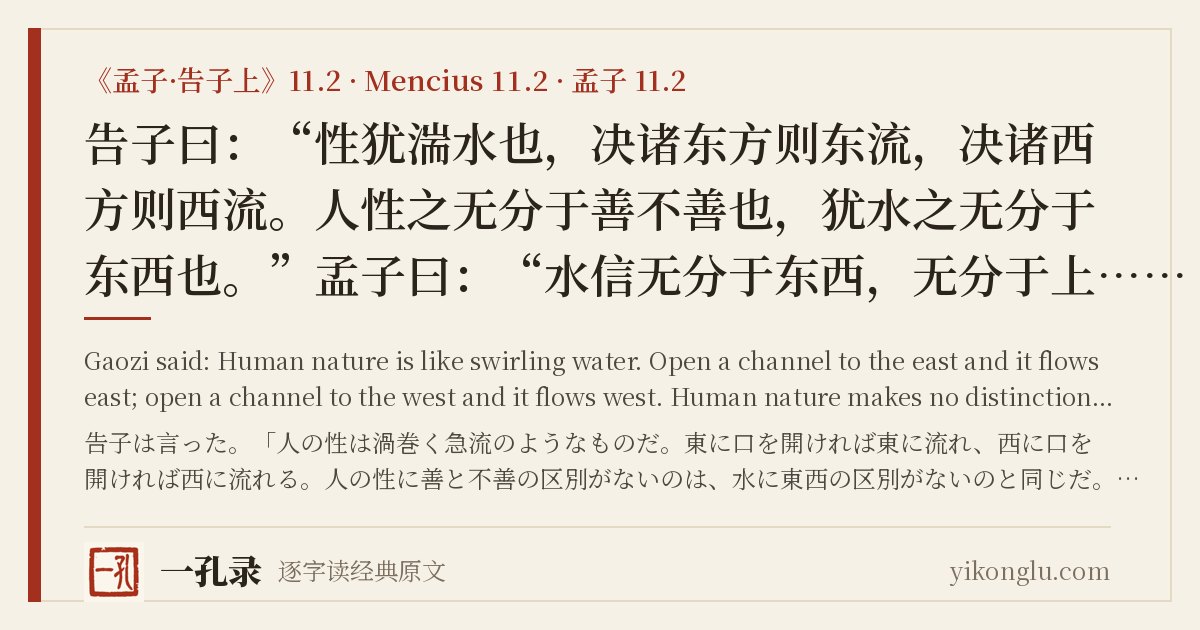 《孟子·告子上》11.2 · Mencius 11.2 · 孟子 11.2
告子曰：“性犹湍水也，决诸东方则东流，决诸西
方则西流。人性之无分于善不善也，犹水之无分于
东西也。”孟子曰：“水信无分于东西，无分于上……
Gaozi said: Human nature is like swirling water. Open a channel to the east and it flows
east; open a channel to the west and it flows west. Human nature makes no distinction...
告子は言った。「人の性は渦巻く急流のようなものだ。東に口を開ければ東に流れ、西に口を
開ければ西に流れる。人の性に善と不善の区別がないのは、水に東西の区別がないのと同じだ。…
一孔
一孔录 逐字读经典原文 yikonglu.com